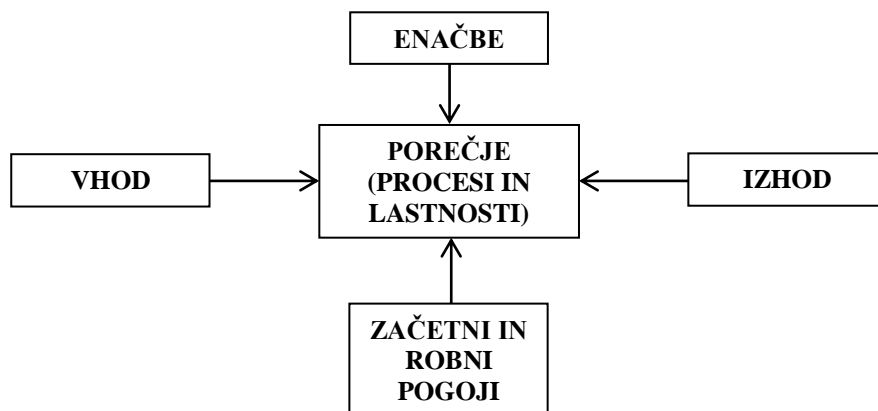 ENAČBE
POREČJE
(PROCESI IN
LASTNOSTI)
VHOD
IZHOD
ZAČETNI IN
ROBNI
POGOJI